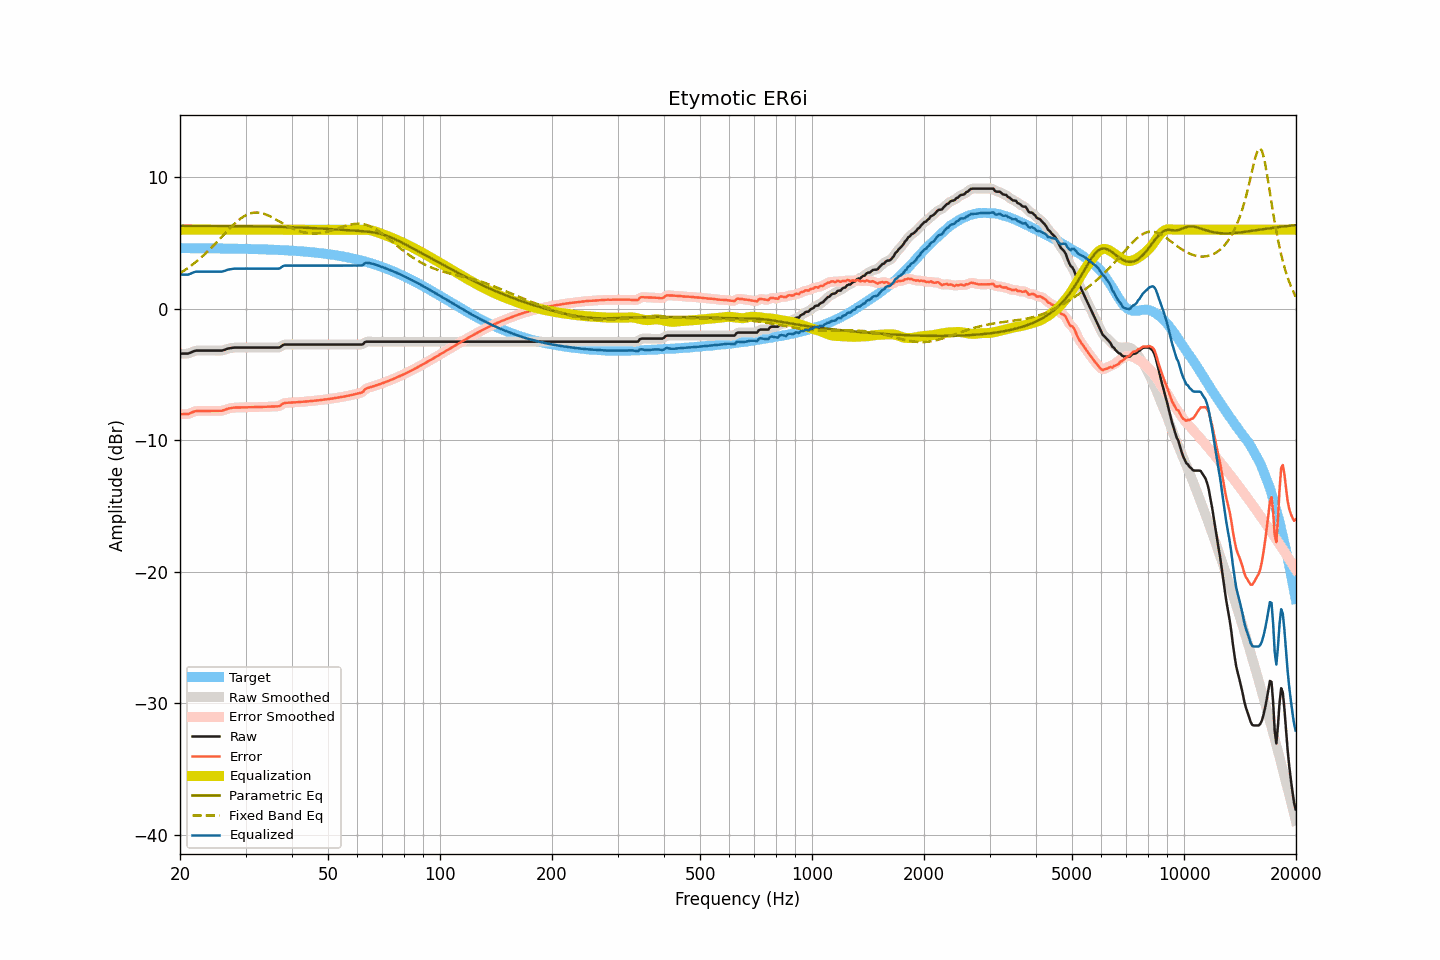 Etymotic ER6i
10
0
−10
−20
−30
−40
Amplitude (dBr)
Target
Raw Smoothed
Error Smoothed
Raw
Error
Equalization
Parametric Eq
Fixed Band Eq
Equalized
20 50 100 200 500 1000 2000 5000 10000 20000
Frequency (Hz)